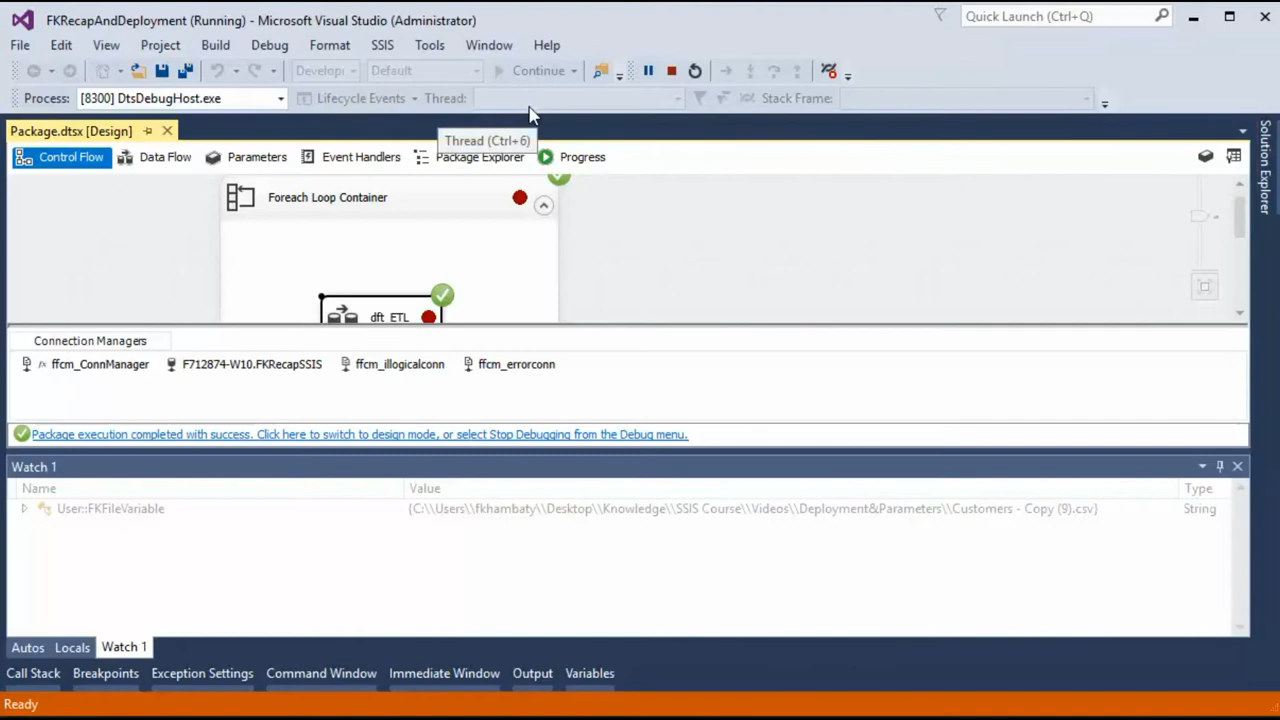 FKRecapAndDeployment (Running) - Microsoft Visual Studio (Administrator)
Quick Launch (Ctrl+Q)
File Edit View Project Build Debug Format SSIS Tools Window Help
Developi Default Continue
Process: [8300] DtsDebugHost.exe Lifecycle Events Thread: Stack Frame:
Package.dtsx [Design]
Thread (Ctrl+6)
Control Flow Data Flow Parameters Event Handlers Package Explorer Progress
Solution Explorer
Foreach Loop Container
dft_ETL
Connection Managers
fx ffcm_ConnManager F712874-W10.FKRecapSSIS ffcm_illogicalconn ffcm_errorconn
Package execution completed with success. Click here to switch to design mode, or select Stop Debugging from the Debug menu.
Watch 1
Name Value Type
User::FKFileVariable {C:\\Users\\fkhambaty\\Desktop\\Knowledge\\SSIS Course\\Videos\\Deployment&Parameters\\Customers - Copy (9).csv} String
Autos Locals Watch 1
Call Stack Breakpoints Exception Settings Command Window Immediate Window Output Variables
Ready